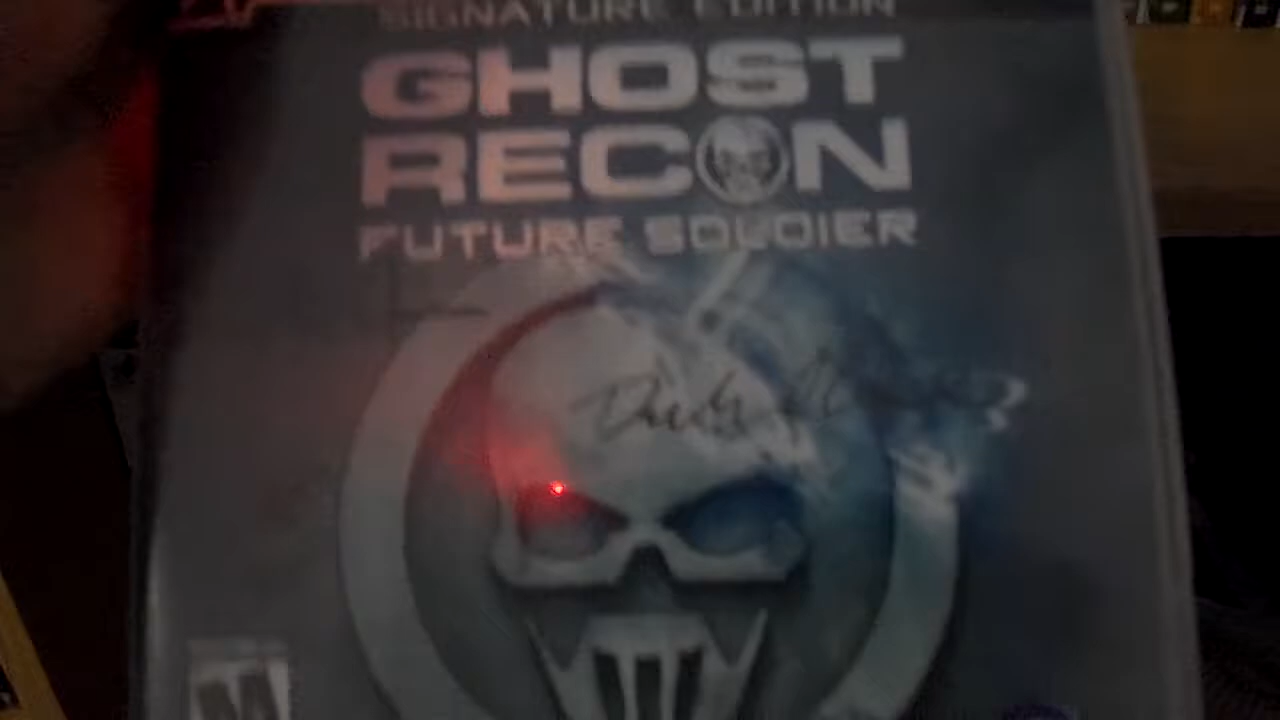 SIGNATURE EDITION
GHOST
RECON
FUTURE SOLDIER
M